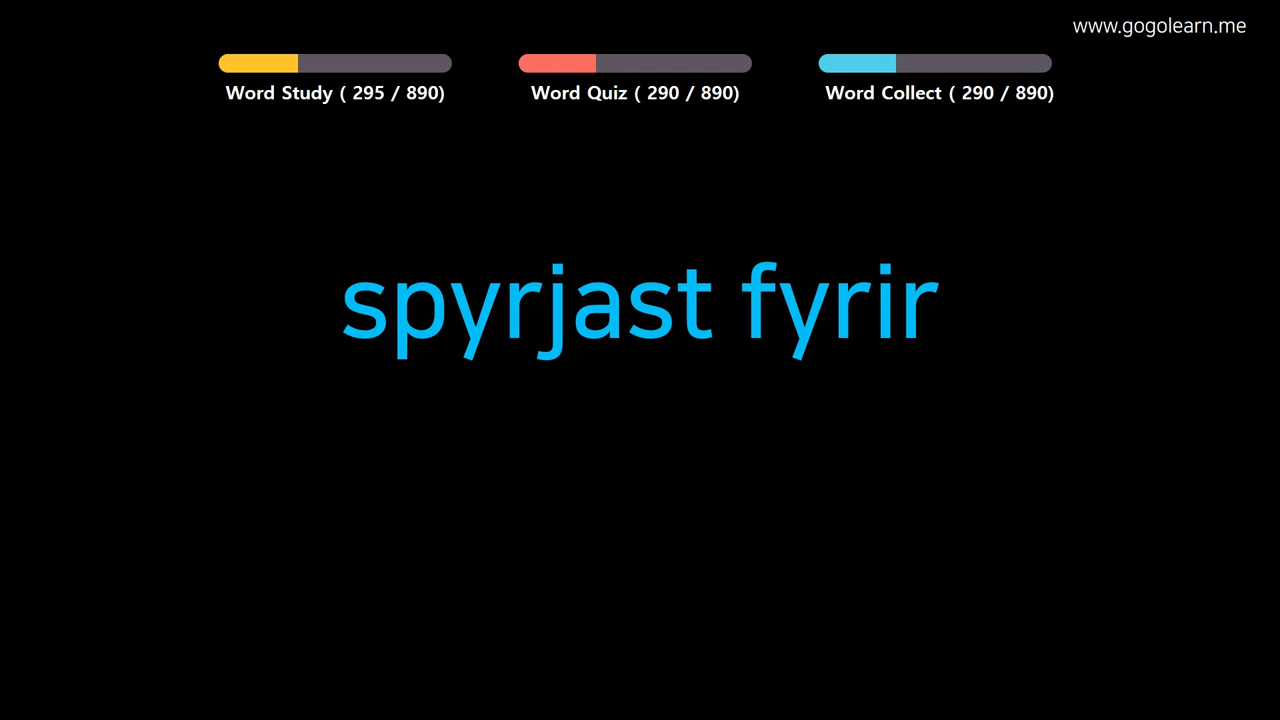 www.gogolearn.me
Word Study ( 295 / 890)
Word Quiz ( 290 / 890)
Word Collect ( 290 / 890)
spyrjast fyrir